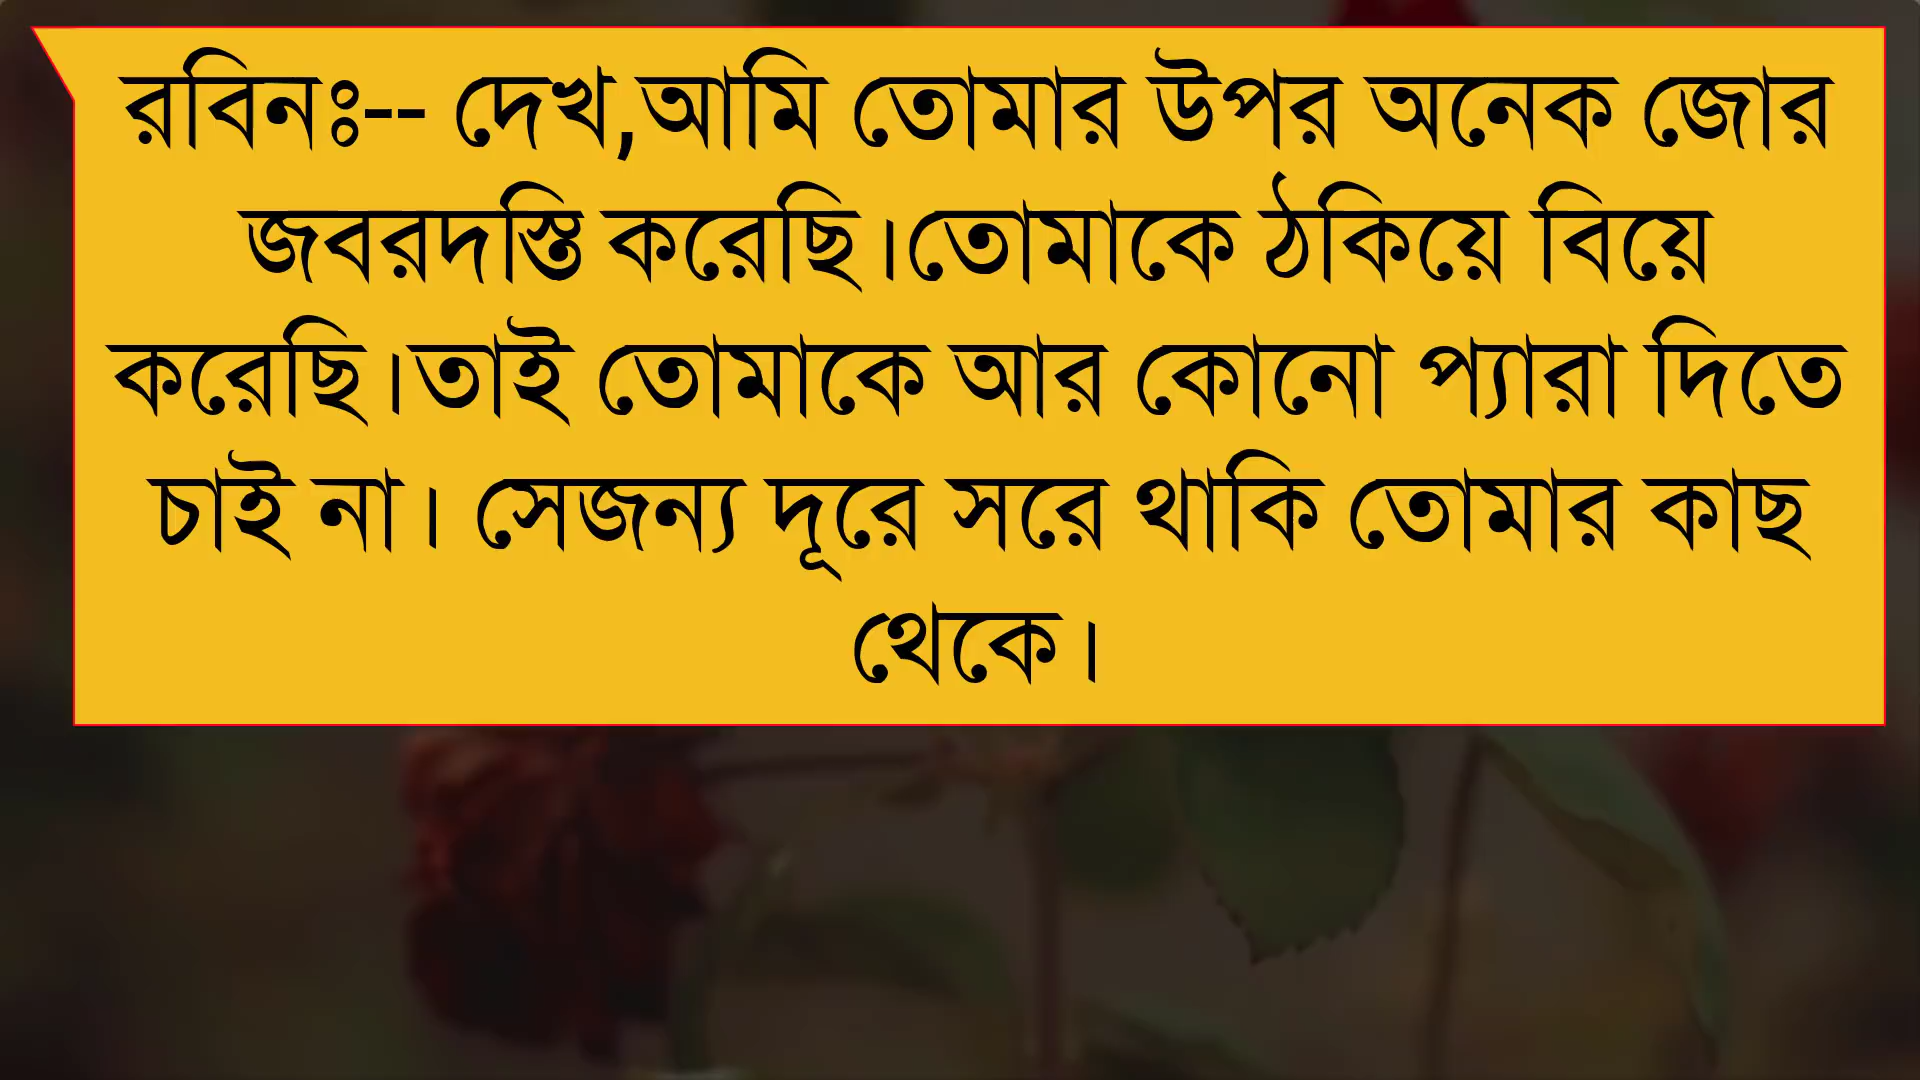 রবিনঃ-- দেখ,আমি তোমার উপর অনেক জোর
জবরদস্তি করেছি।তোমাকে ঠকিয়ে বিয়ে
করেছি।তাই তোমাকে আর কোনো প্যারা দিতে
চাই না। সেজন্য দূরে সরে থাকি তোমার কাছ
থেকে।